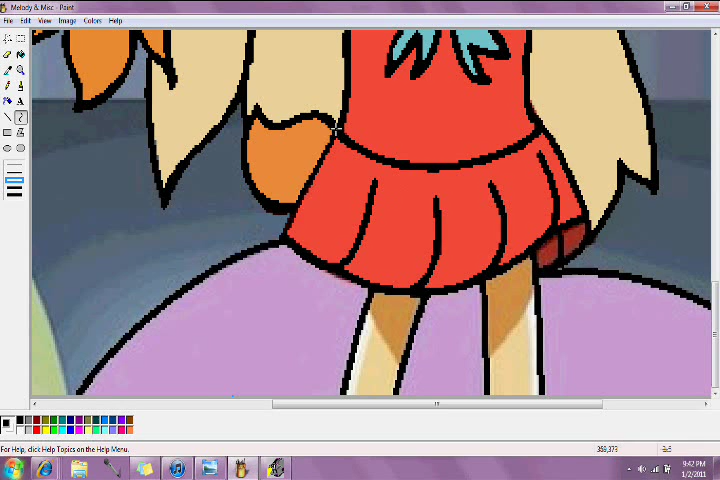 Melody & Misc - Paint
File Edit View Image Colors Help
For Help, click Help Topics on the Help Menu.
359,373
9:42 PM
1/2/2011